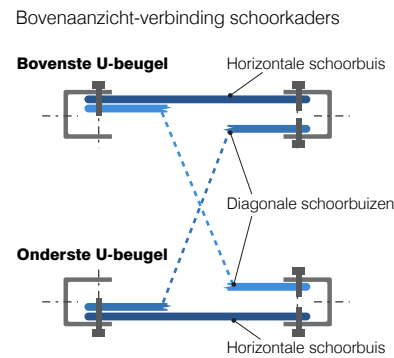 Bovenaanzicht-verbinding schoorkaders
Bovenste U-beugel
Horizontale schoorbuis
Diagonale schoorbuizen
Onderste U-beugel
Horizontale schoorbuis